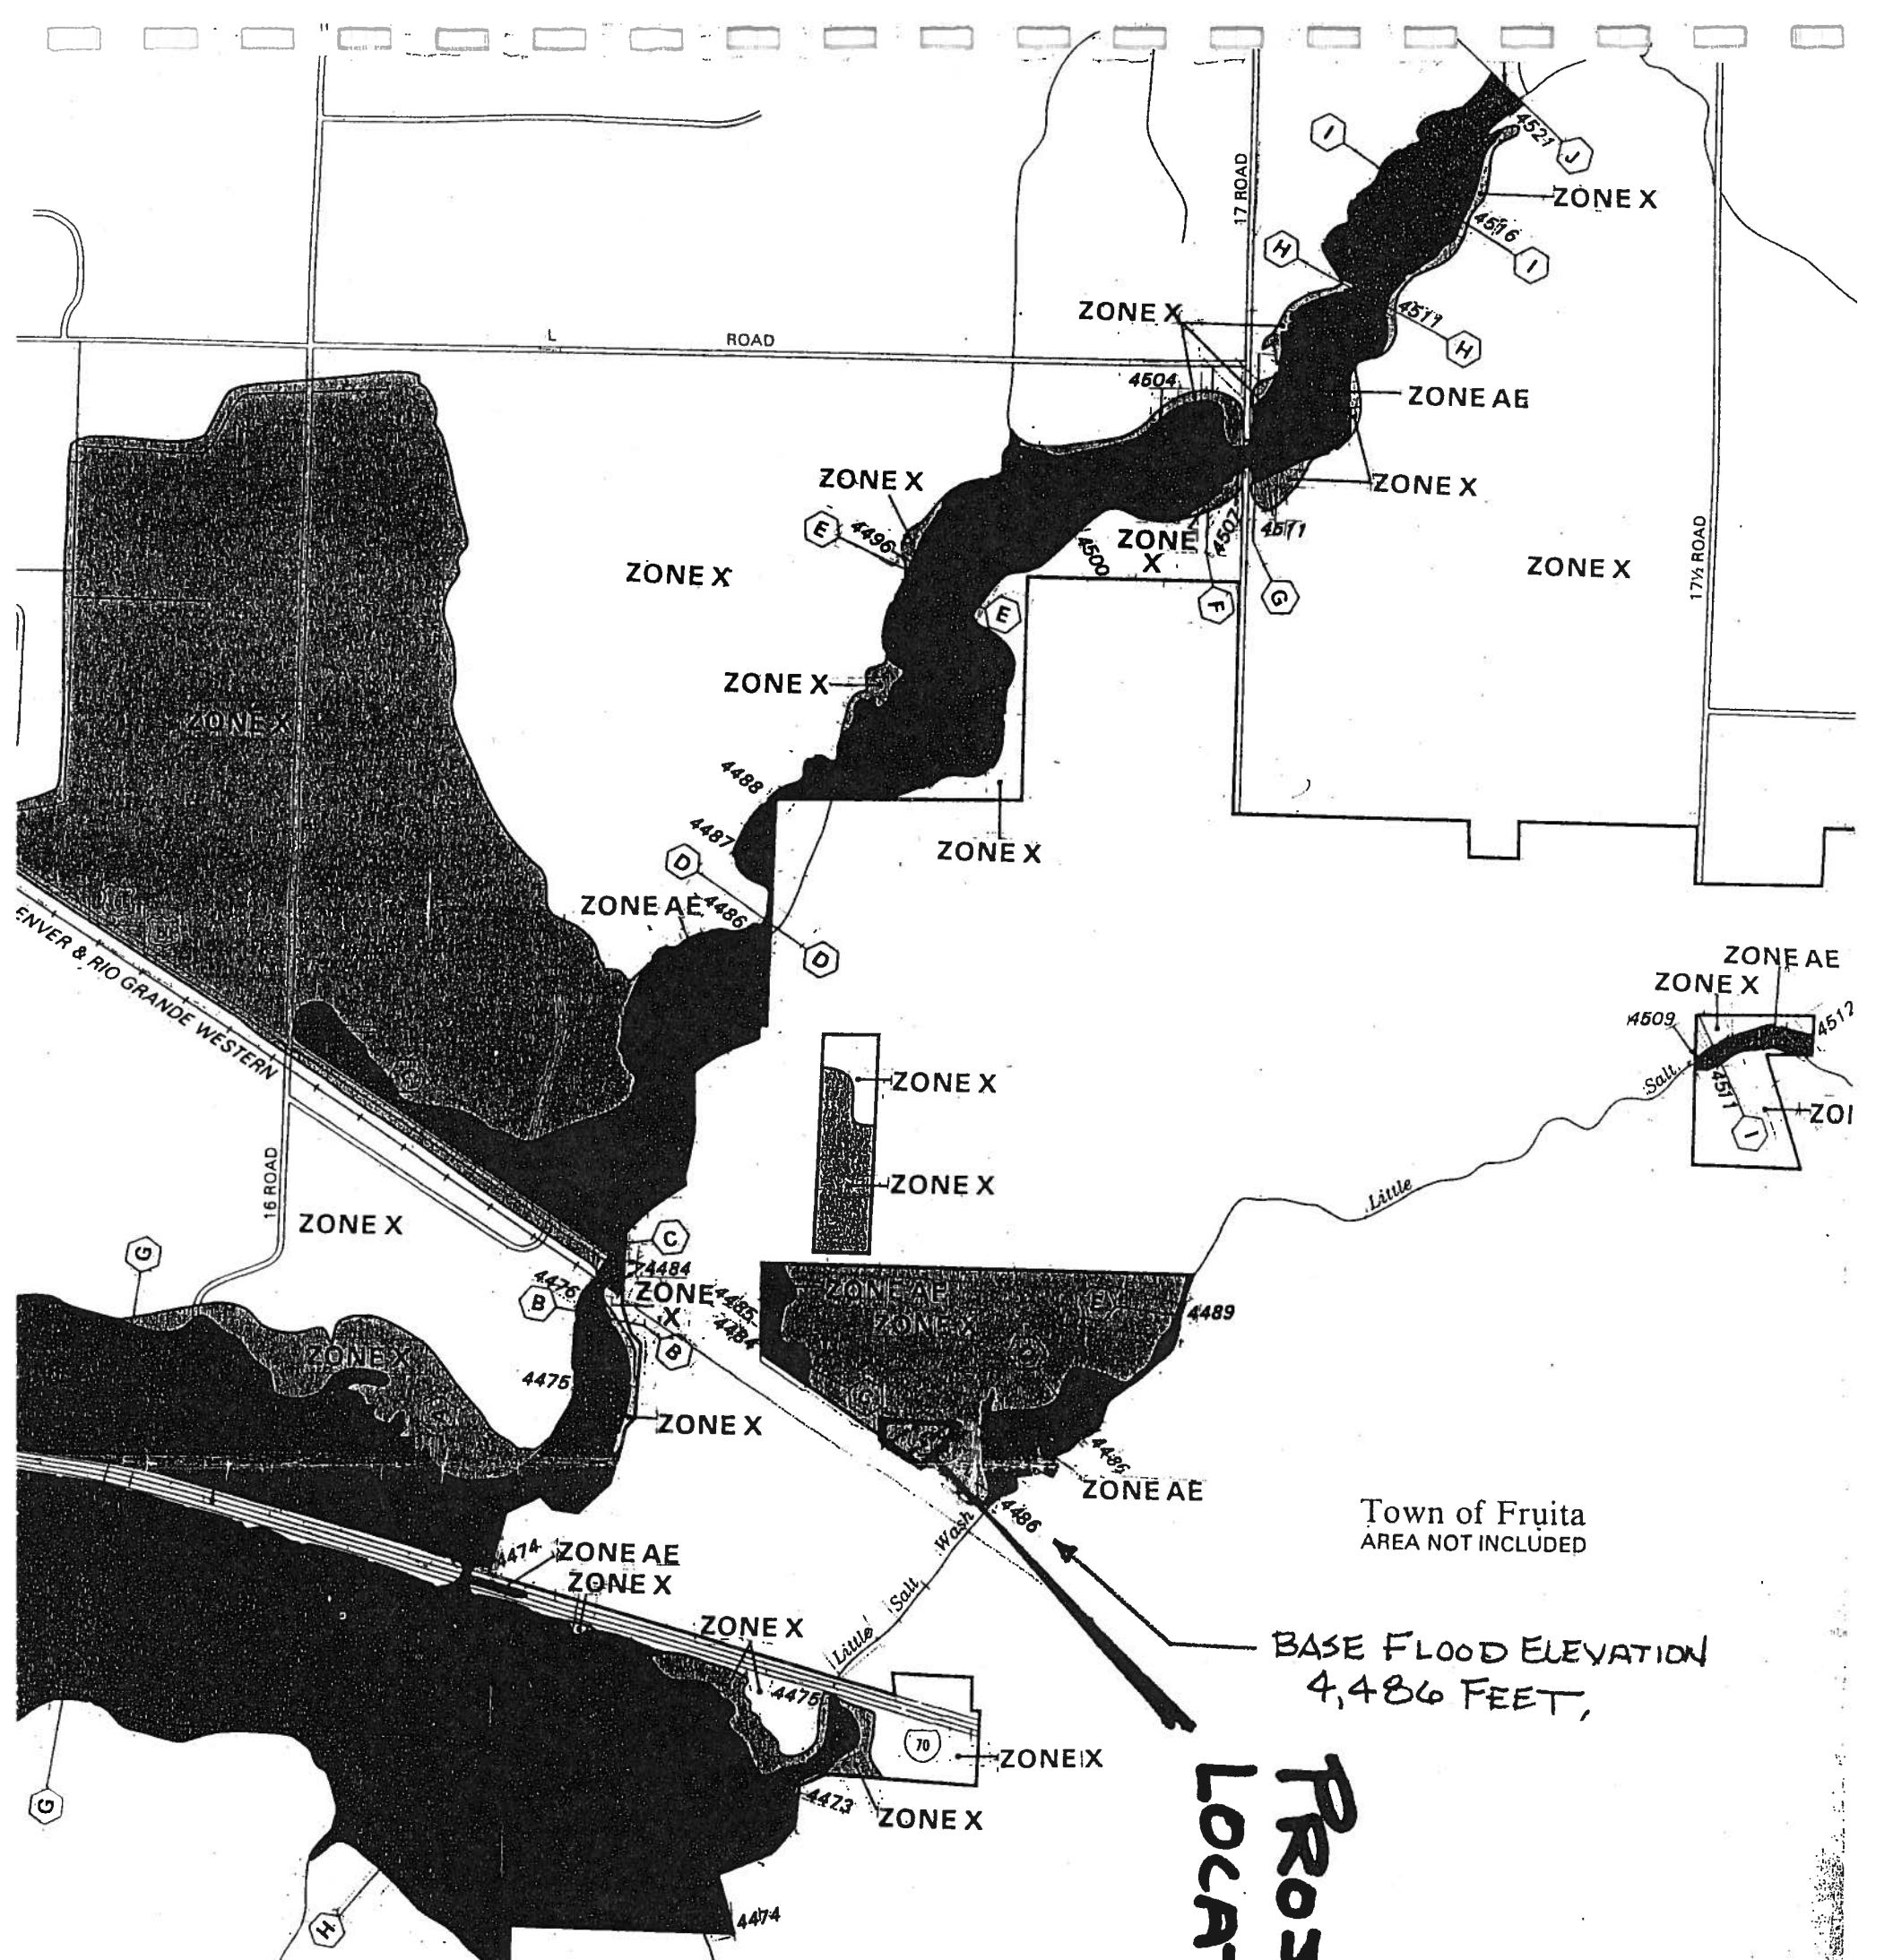 4521
J
I
ZONE X
17 ROAD
4516
I
H
ZONE X
4511
H
L
ROAD
4504
ZONE AE
ZONE X
ZONE X
E
4496
4507
4511
ZONE
X
4500
ZONE X
ZONE X
17½ ROAD
F
G
E
ZONE X
ZONE X
4488
4487
ZONE X
D
ZONE AE
4486
D
ZONE AE
ZONE X
4509
4512
ENVER & RIO GRANDE WESTERN
ZONE X
Salt
4511
I
ZONE X
Little
16 ROAD
ZONE X
G
C
4484
4476
B
ZONE
X
4485
4484
B
ZONE AE
ZONE X
E
4489
ZONE X
4475
G
ZONE X
4485
ZONE AE
Town of Fruita
AREA NOT INCLUDED
4486
Wash
4474
ZONE AE
ZONE X
Salt
Little
ZONE X
BASE FLOOD ELEVATION
4,486 FEET,
4475
70
ZONE X
G
4473
ZONE X
H
4474